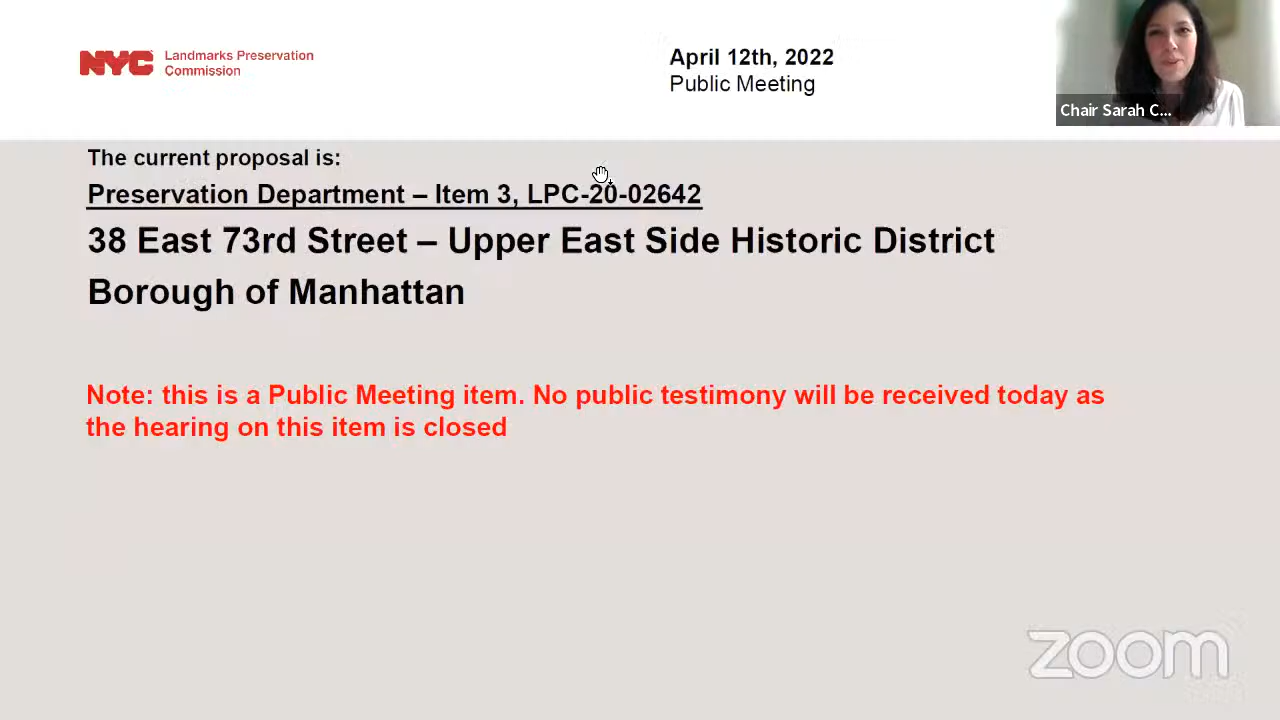 NYC
Landmarks Preservation
Commission
April 12th, 2022
Public Meeting
Chair Sarah C...
The current proposal is:
Preservation Department – Item 3, LPC-20-02642
38 East 73rd Street – Upper East Side Historic District
Borough of Manhattan
Note: this is a Public Meeting item. No public testimony will be received today as
the hearing on this item is closed
zoom